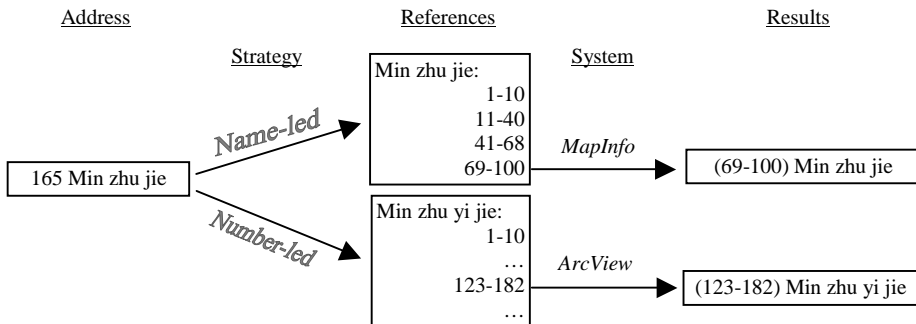 Address
References
Results
Strategy
System
Min zhu jie:
1-10
11-40
41-68
69-100
Name-led
MapInfo
165 Min zhu jie
(69-100) Min zhu jie
Number-led
Min zhu yi jie:
1-10
…
123-182
…
ArcView
(123-182) Min zhu yi jie